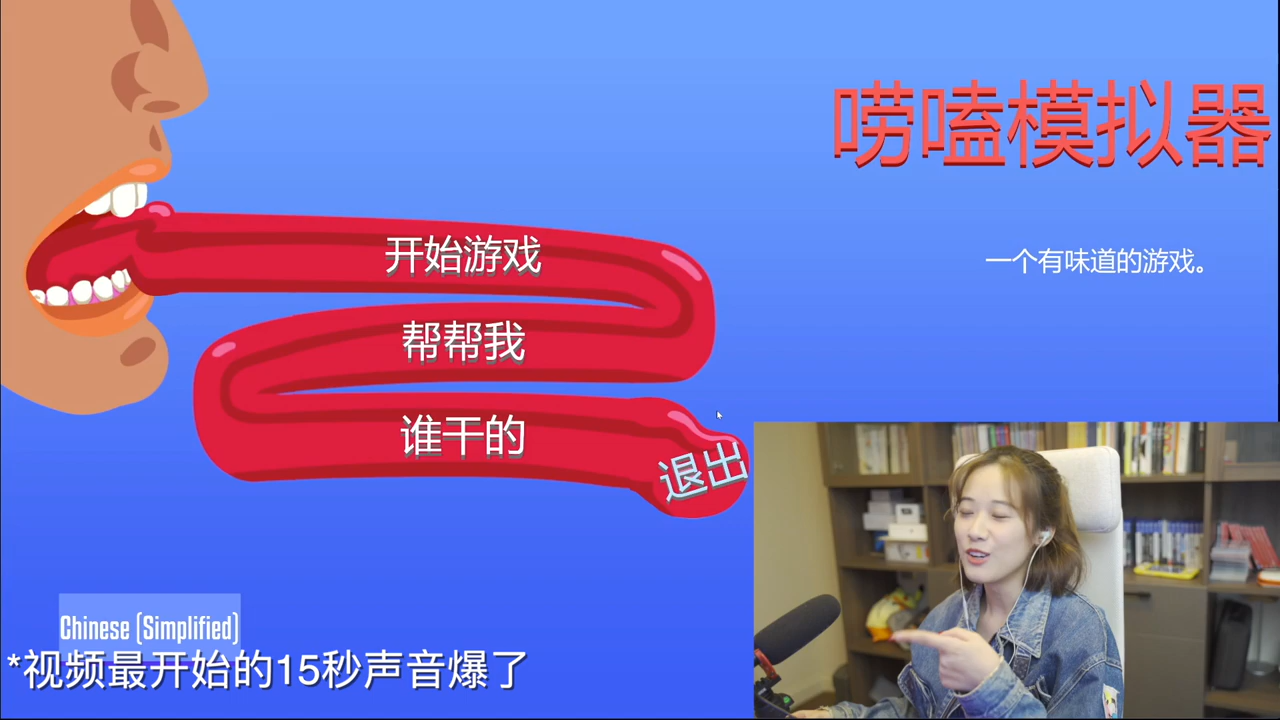 唠嗑模拟器
一个有味道的游戏。
开始游戏
帮帮我
谁干的
退出
Chinese (Simplified)
*视频最开始的15秒声音爆了